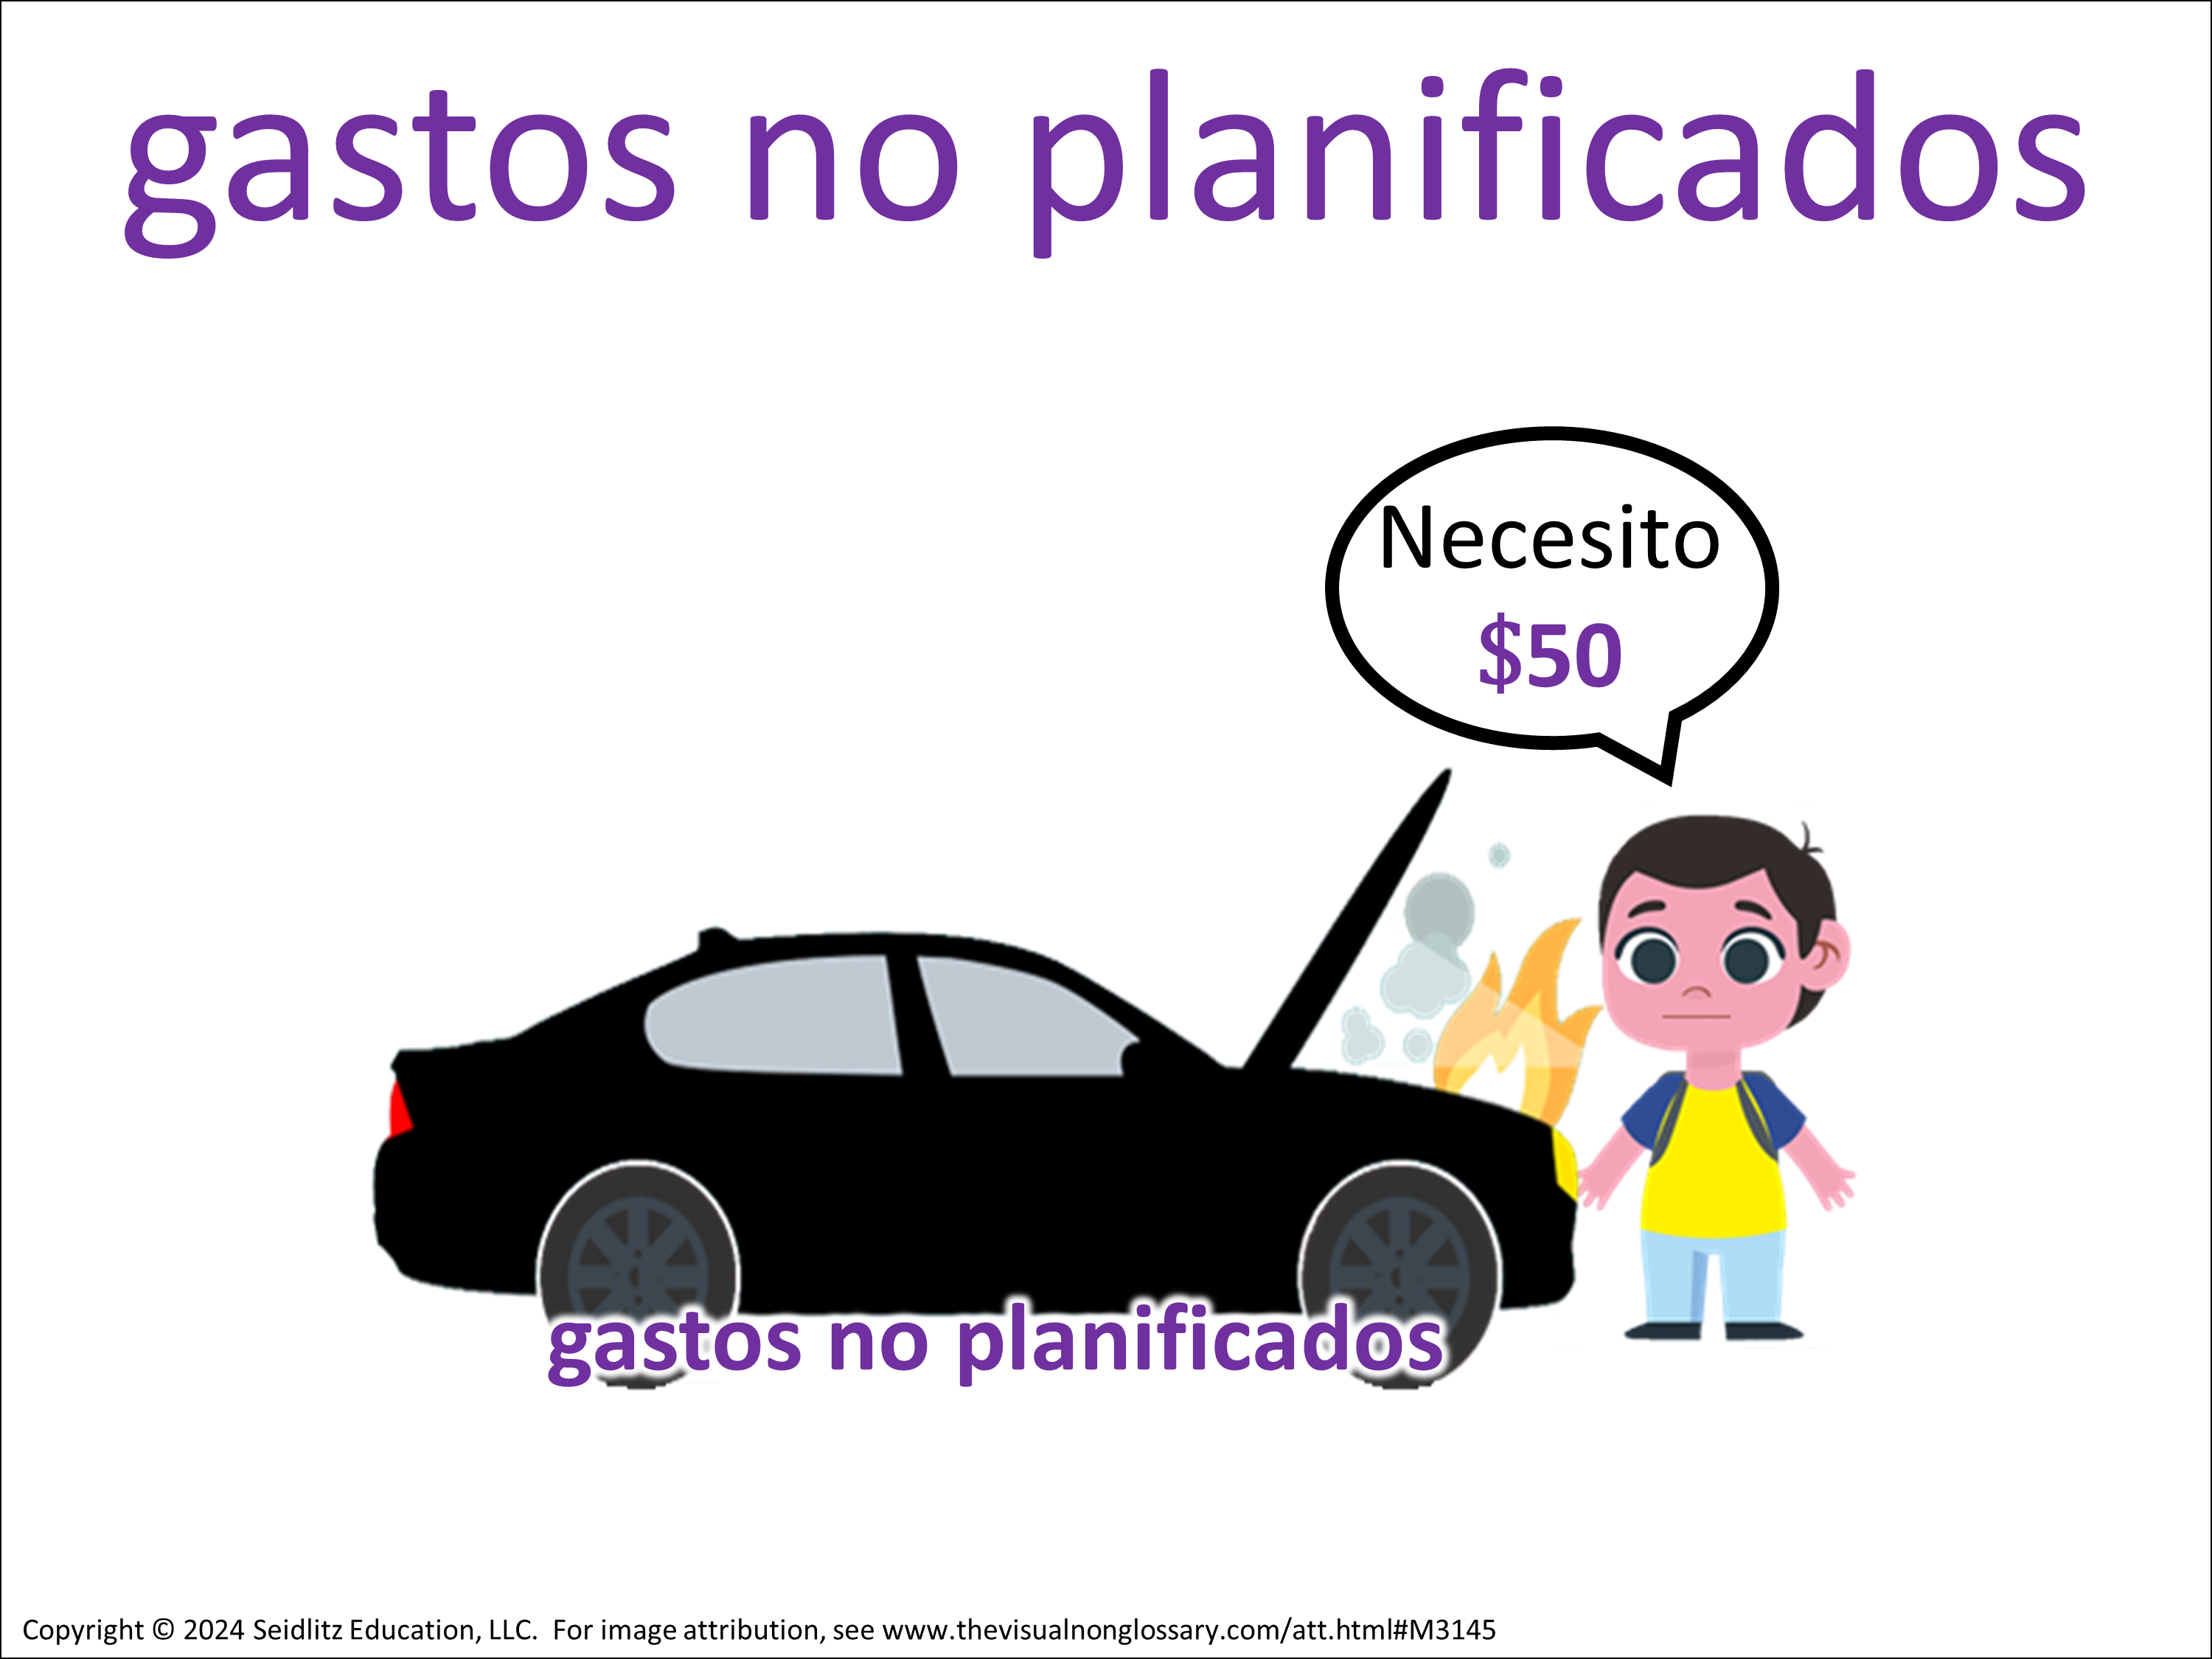 gastos no planificados
Necesito
$50
gastos no planificados
Copyright © 2024 Seidlitz Education, LLC.  For image attribution, see www.thevisualnonglossary.com/att.html#M3145